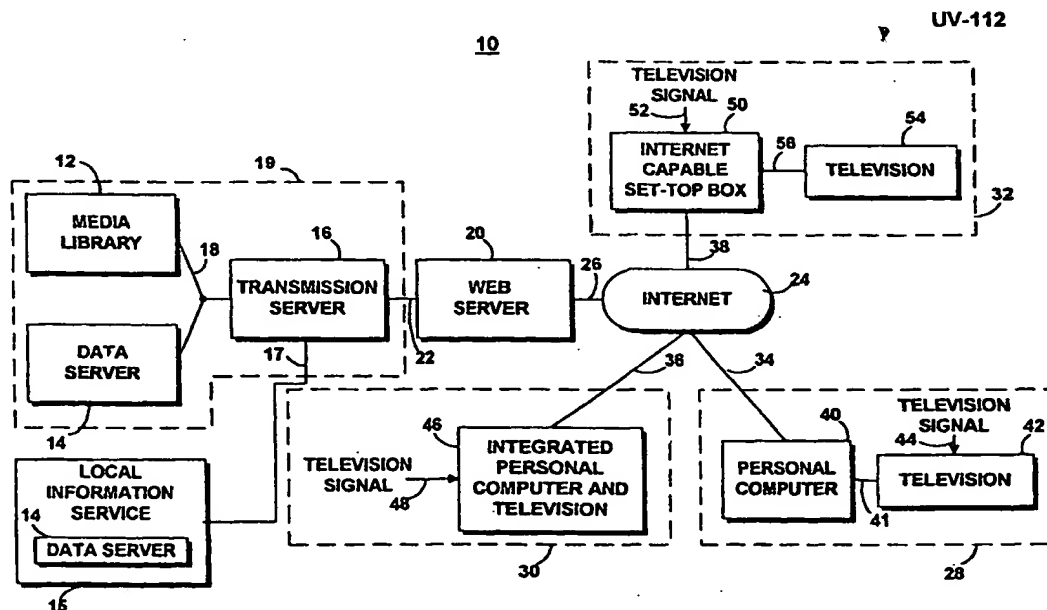 UV-112
10
TELEVISION
SIGNAL
52
50
54
INTERNET
CAPABLE
SET-TOP BOX
56
TELEVISION
32
38
12
19
MEDIA
LIBRARY
18
16
TRANSMISSION
SERVER
20
WEB
SERVER
26
INTERNET
24
DATA
SERVER
17
22
14
36
34
LOCAL
INFORMATION
SERVICE
14
DATA SERVER
15
46
TELEVISION
SIGNAL
48
INTEGRATED
PERSONAL
COMPUTER AND
TELEVISION
30
40
TELEVISION
SIGNAL
44
42
PERSONAL
COMPUTER
TELEVISION
41
28